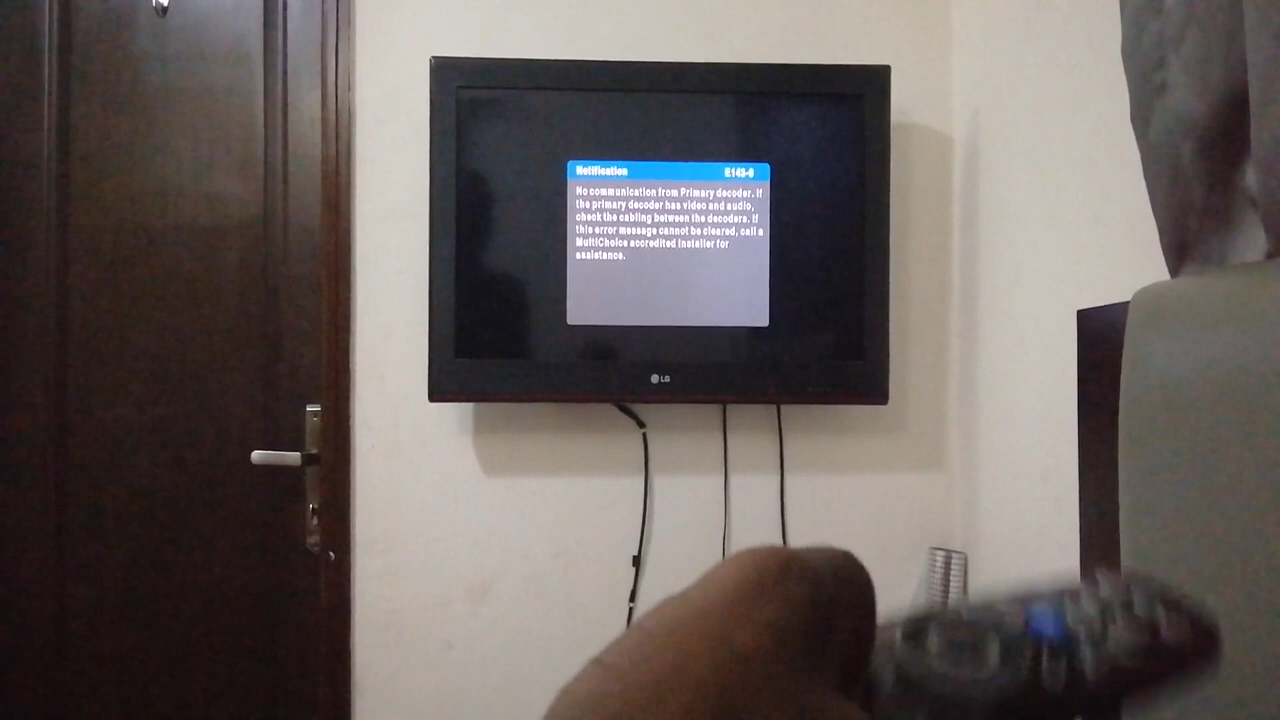 Notification E143-0
No communication from Primary decoder. If
the primary decoder has video and audio,
check the cabling between the decoders. If
this error message cannot be cleared, call a
MultiChoice accredited installer for
assistance.
LG